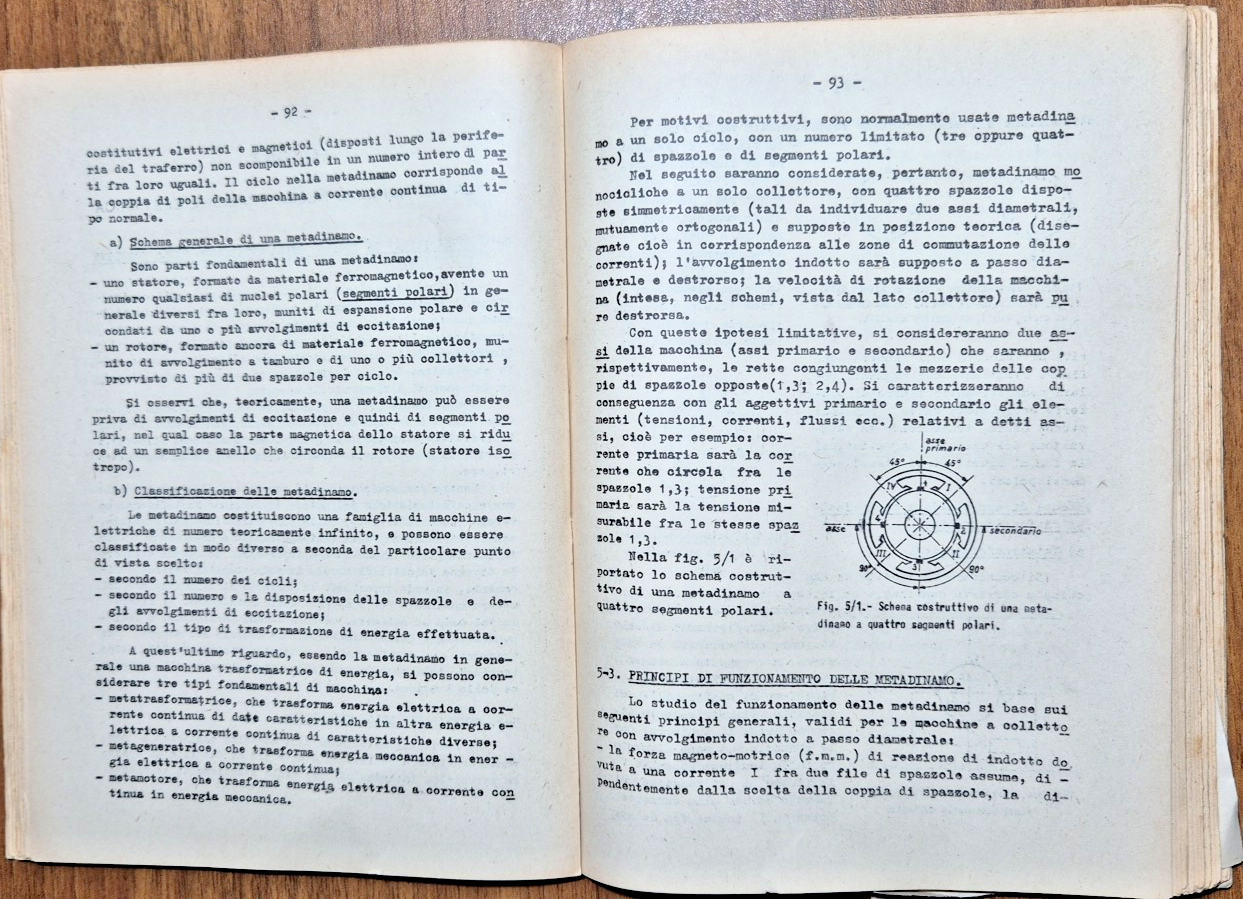 - 92 -
costitutivi elettrici e magnetici (disposti lungo la perife-
ria del traferro) non scomponibile in un numero intero di par
ti fra loro uguali. Il ciclo nella metadinamo corrisponde al
la coppia di poli della macchina a corrente continua di ti-
po normale.
a) Schema generale di una metadinamo.
Sono parti fondamentali di una metadinamo:
- uno statore, formato da materiale ferromagnetico,avente un
numero qualsiasi di nuclei polari (segmenti polari) in ge-
nerale diversi fra loro, muniti di espansione polare e cir
condati da uno o più avvolgimenti di eccitazione;
- un rotore, formato ancora di materiale ferromagnetico, mu-
nito di avvolgimento a tamburo e di uno o più collettori ,
provvisto di più di due spazzole per ciclo.
Si osservi che, teoricamente, una metadinamo può essere
priva di avvolgimenti di eccitazione e quindi di segmenti po
lari, nel qual caso la parte magnetica dello statore si ridu
ce ad un semplice anello che circonda il rotore (statore iso
tropo).
b) Classificazione delle metadinamo.
Le metadinamo costituiscono una famiglia di macchine e-
lettriche di numero teoricamente infinito, e possono essere
classificate in modo diverso a seconda del particolare punto
di vista scelto:
- secondo il numero dei cicli;
- secondo il numero e la disposizione delle spazzole e de-
gli avvolgimenti di eccitazione;
- secondo il tipo di trasformazione di energia effettuata.
A quest'ultimo riguardo, essendo la metadinamo in gene-
rale una macchina trasformatrice di energia, si possono con-
siderare tre tipi fondamentali di macchina:
- metatrasformatrice, che trasforma energia elettrica a cor-
rente continua di date caratteristiche in altra energia e-
lettrica a corrente continua di caratteristiche diverse;
- metageneratrice, che trasforma energia meccanica in ener -
gia elettrica a corrente continua;
- metamotore, che trasforma energia elettrica a corrente con
tinua in energia meccanica.
- 93 -
Per motivi costruttivi, sono normalmente usate metadina
mo a un solo ciclo, con un numero limitato (tre oppure quat-
tro) di spazzole e di segmenti polari.
Nel seguito saranno considerate, pertanto, metadinamo mo
nocicliche a un solo collettore, con quattro spazzole dispo-
ste simmetricamente (tali da individuare due assi diametrali,
mutuamente ortogonali) e supposte in posizione teorica (dise-
gnate cioè in corrispondenza alle zone di commutazione delle
correnti); l'avvolgimento indotto sarà supposto a passo dia-
metrale e destrorso; la velocità di rotazione della macchi-
na (intesa, negli schemi, vista dal lato collettore) sarà pu
re destrorsa.
Con queste ipotesi limitative, si considereranno due as-
si della macchina (assi primario e secondario) che saranno ,
rispettivamente, le rette congiungenti le mezzerie delle cop
pie di spazzole opposte(1,3; 2,4). Si caratterizzeranno di
conseguenza con gli aggettivi primario e secondario gli ele-
menti (tensioni, correnti, flussi ecc.) relativi a detti as-
si, cioè per esempio: cor-
rente primaria sarà la cor
rente che circola fra le
spazzole 1,3; tensione pri
maria sarà la tensione mi-
surabile fra le stesse spaz
zole 1,3.
Nella fig. 5/1 è ri-
portato lo schema costrut-
tivo di una metadinamo a
quattro segmenti polari.
asse
primario
45° 45°
IV I
asse secondario
2
III II
3
90° 90°
Fig. 5/1.- Schema costruttivo di una meta-
dinamo a quattro segmenti polari.
5-3. PRINCIPI DI FUNZIONAMENTO DELLE METADINAMO.
Lo studio del funzionamento delle metadinamo si base sui
seguenti principi generali, validi per le macchine a colletto
re con avvolgimento indotto a passo diametrale:
- la forza magneto-motrice (f.m.m.) di reazione di indotto do
vuta a una corrente I fra due file di spazzole assume, di -
pendentemente dalla scelta della coppia di spazzole, la di-